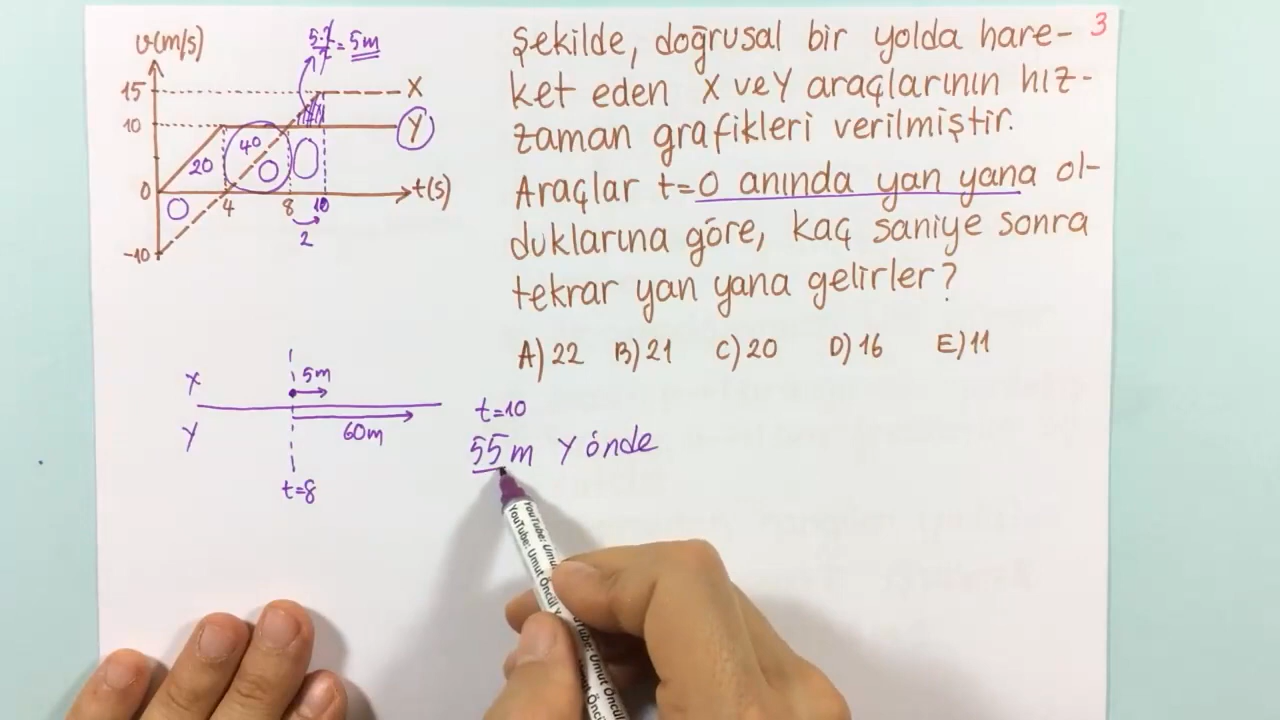 3
Şekilde, doğrusal bir yolda hare-
ket eden X ve Y araçlarının hız-
zaman grafikleri verilmiştir.
Araçlar t=0 anında yan yana ol-
duklarına göre, kaç saniye sonra
tekrar yan yana gelirler?
A) 22 B) 21 C) 20 D) 16 E) 11
v(m/s)
5.2/2=5m
15
X
10
Y
40
20
0
t(s)
4 8 10
2
-10
X
5m
Y
60m
t=8
t=10
55m Y önde
YouTube: Umut Öncül